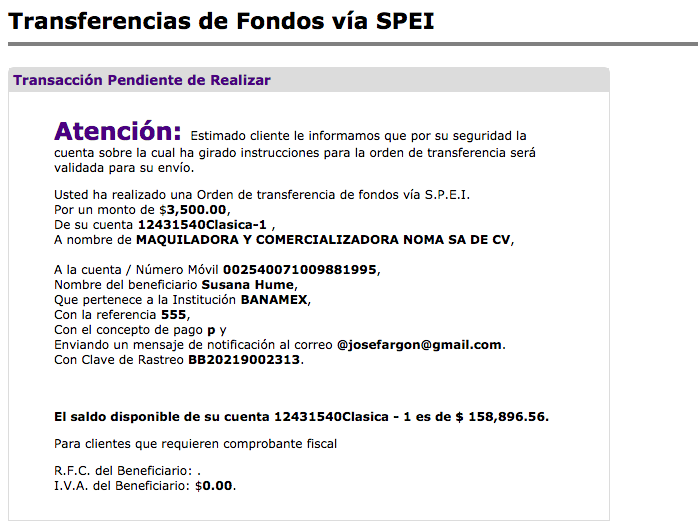 Transferencias de Fondos vía SPEI
Transacción Pendiente de Realizar
Atención: Estimado cliente le informamos que por su seguridad la
cuenta sobre la cual ha girado instrucciones para la orden de transferencia será
validada para su envío.
Usted ha realizado una Orden de transferencia de fondos vía S.P.E.I.
Por un monto de $3,500.00,
De su cuenta 12431540Clasica-1 ,
A nombre de MAQUILADORA Y COMERCIALIZADORA NOMA SA DE CV,
A la cuenta / Número Móvil 002540071009881995,
Nombre del beneficiario Susana Hume,
Que pertenece a la Institución BANAMEX,
Con la referencia 555,
Con el concepto de pago p y
Enviando un mensaje de notificación al correo @josefargon@gmail.com.
Con Clave de Rastreo BB20219002313.
El saldo disponible de su cuenta 12431540Clasica - 1 es de $ 158,896.56.
Para clientes que requieren comprobante fiscal
R.F.C. del Beneficiario: .
I.V.A. del Beneficiario: $0.00.